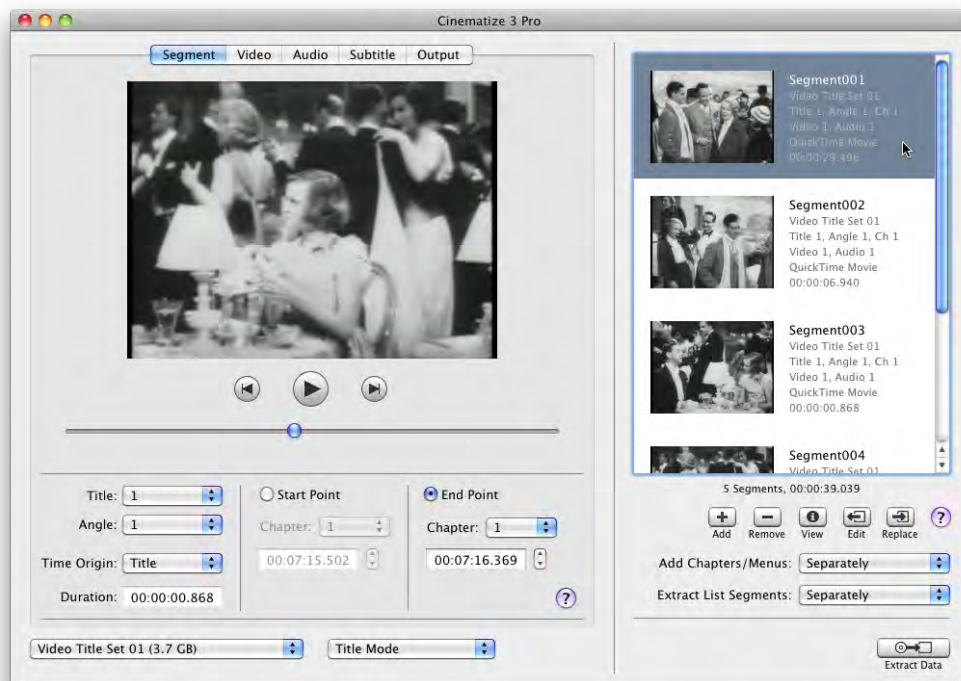 Cinematize 3 Pro
Segment Video Audio Subtitle Output
Title: 1
Angle: 1
Time Origin: Title
Duration: 00:00:00.868
Start Point
Chapter: 1
00:07:15.502
End Point
Chapter: 1
00:07:16.369
?
Video Title Set 01 (3.7 GB)
Title Mode
Segment001
Video Title Set 01
Title 1, Angle 1, Ch 1
Video 1, Audio 1
QuickTime Movie
00:00:29.496
Segment002
Video Title Set 01
Title 1, Angle 1, Ch 1
Video 1, Audio 1
QuickTime Movie
00:00:06.940
Segment003
Video Title Set 01
Title 1, Angle 1, Ch 1
Video 1, Audio 1
QuickTime Movie
00:00:00.868
Segment004
Video Title Set 01
5 Segments, 00:00:39.039
Add Remove View Edit Replace
?
Add Chapters/Menus: Separately
Extract List Segments: Separately
Extract Data